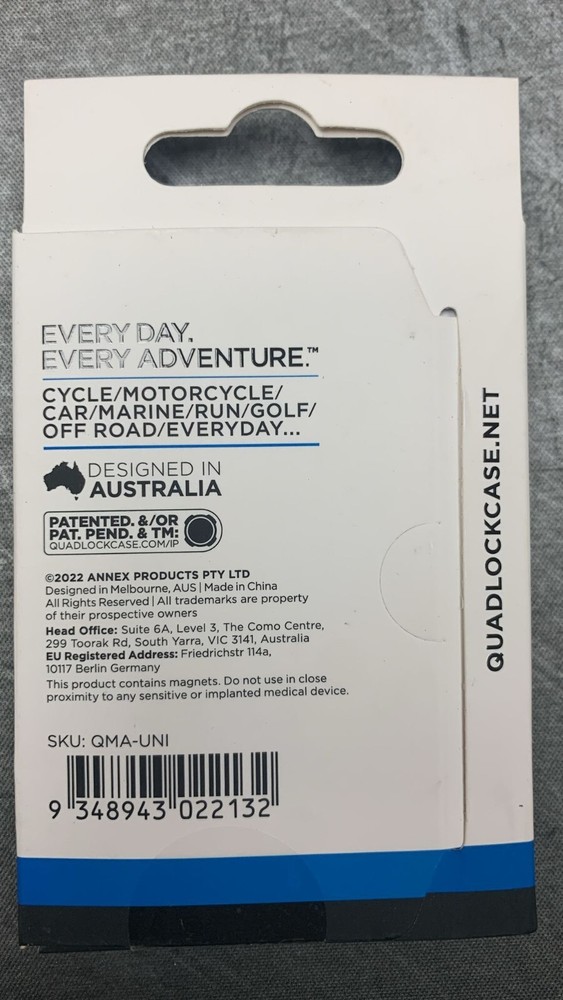 EVERY DAY.
EVERY ADVENTURE.™
CYCLE/MOTORCYCLE/
CAR/MARINE/RUN/GOLF/
OFF ROAD/EVERYDAY...
DESIGNED IN
AUSTRALIA
PATENTED. &/OR
PAT. PEND. & TM:
QUADLOCKCASE.COM/IP
©2022 ANNEX PRODUCTS PTY LTD
Designed in Melbourne, AUS | Made in China
All Rights Reserved | All trademarks are property
of their prospective owners
Head Office: Suite 6A, Level 3, The Como Centre,
299 Toorak Rd, South Yarra, VIC 3141, Australia
EU Registered Address: Friedrichstr 114a,
10117 Berlin Germany
This product contains magnets. Do not use in close
proximity to any sensitive or implanted medical device.
SKU: QMA-UNI
9 348943 022132
QUADLOCKCASE.NET